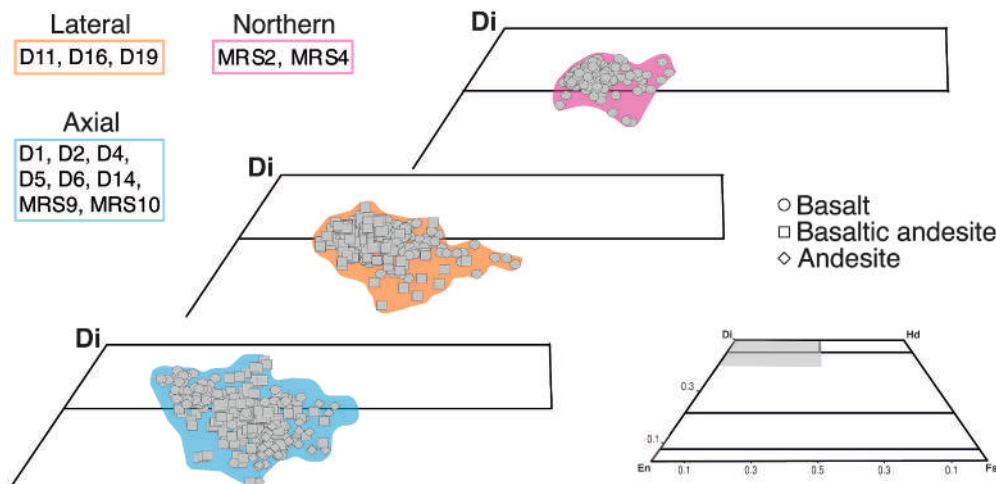 Lateral
D11, D16, D19
Northern
MRS2, MRS4
Axial
D1, D2, D4,
D5, D6, D14,
MRS9, MRS10
Di
Di
Di
Basalt
Basaltic andesite
Andesite
Di
Hd
0.3
0.1
En
0.1
0.3
0.5
0.3
0.1
Fs